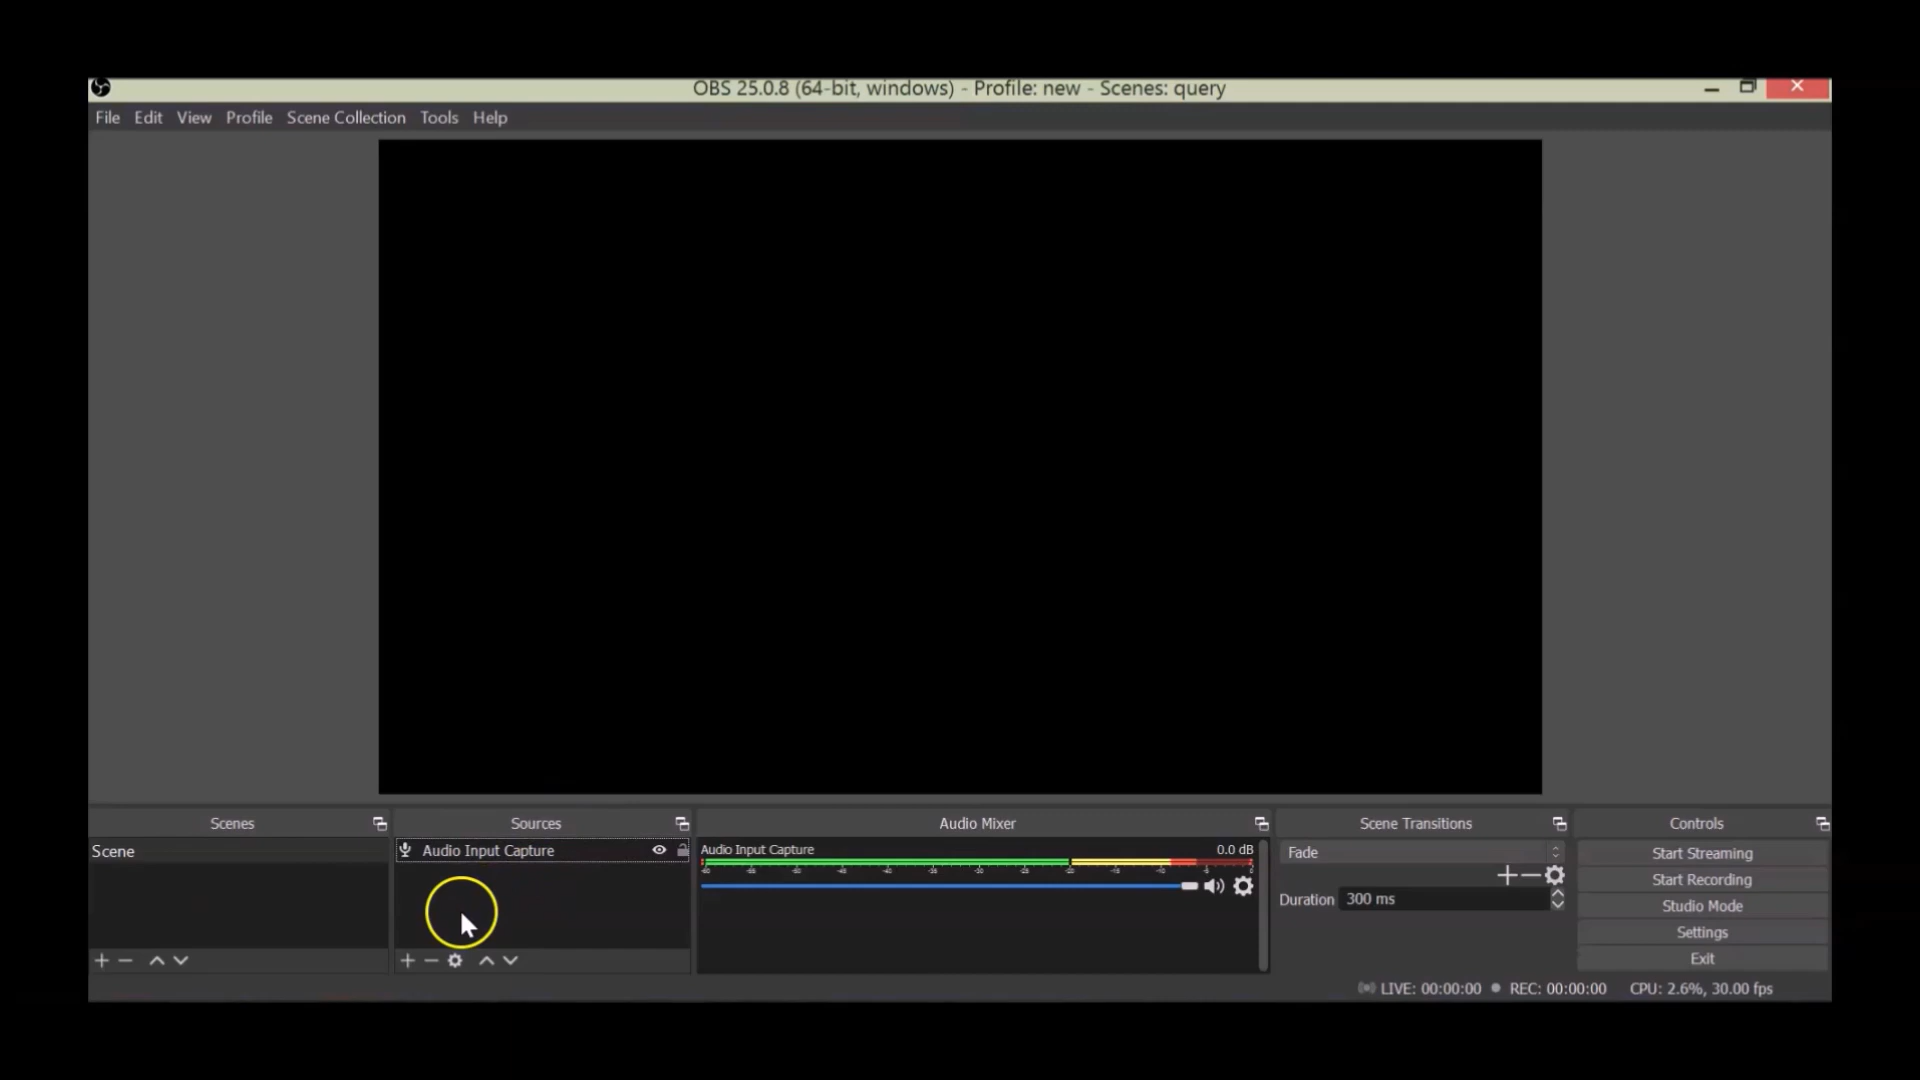 OBS 25.0.8 (64-bit, windows) - Profile: new - Scenes: query
File Edit View Profile Scene Collection Tools Help
Scenes
Scene
Sources
Audio Input Capture
Audio Mixer
Audio Input Capture 0.0 dB
Scene Transitions
Fade
Duration 300 ms
Controls
Start Streaming
Start Recording
Studio Mode
Settings
Exit
LIVE: 00:00:00 REC: 00:00:00 CPU: 2.6%, 30.00 fps